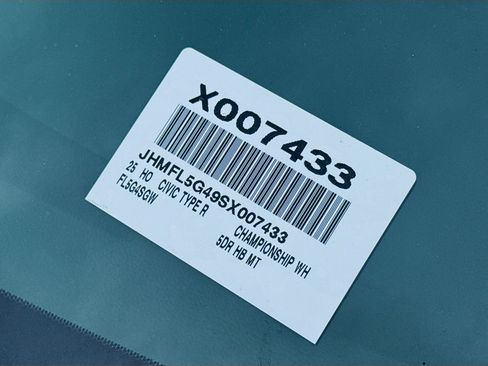 X007433
JHMFL5G49SX007433
25 HO CIVIC TYPE R CHAMPIONSHIP WH
FL5G4SGW 5DR HB MT